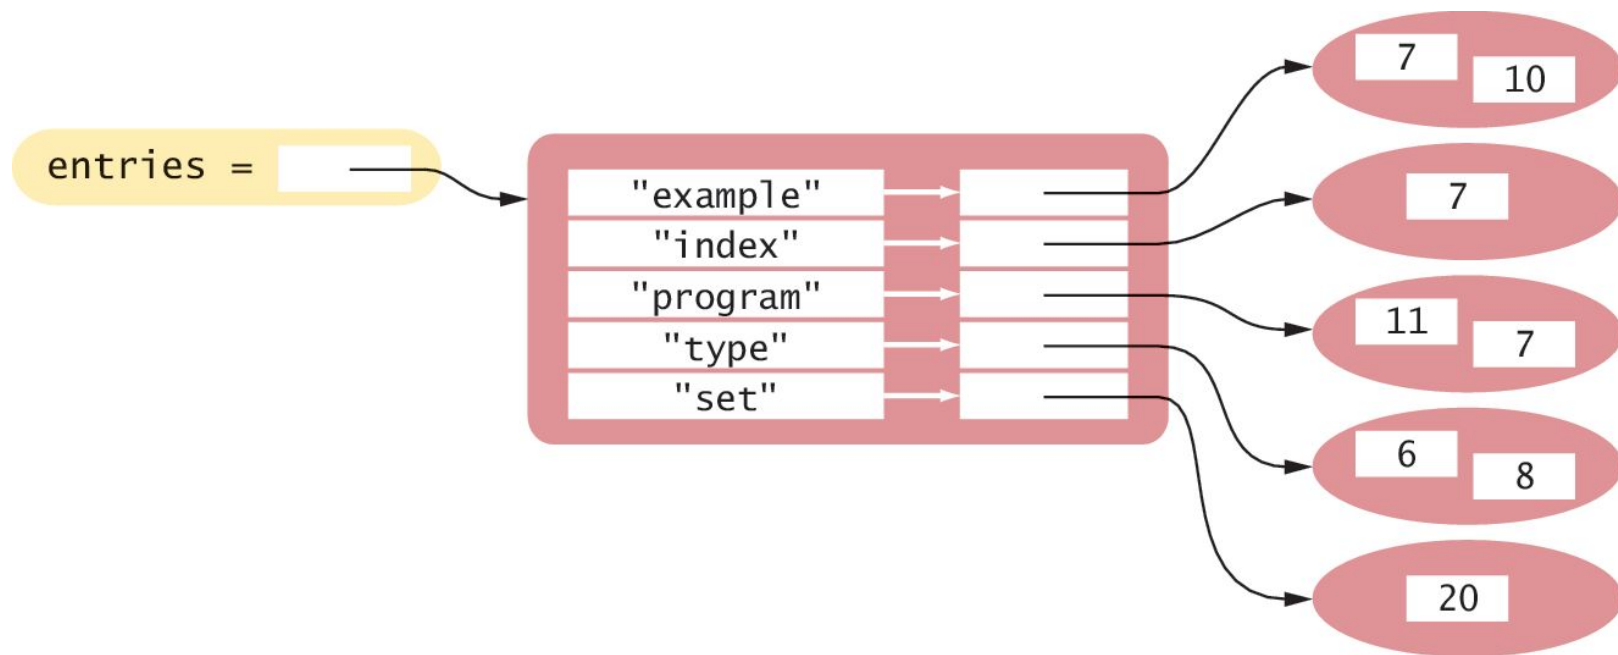 entries =
"example"
"index"
"program"
"type"
"set"
7
10
7
11
7
6
8
20